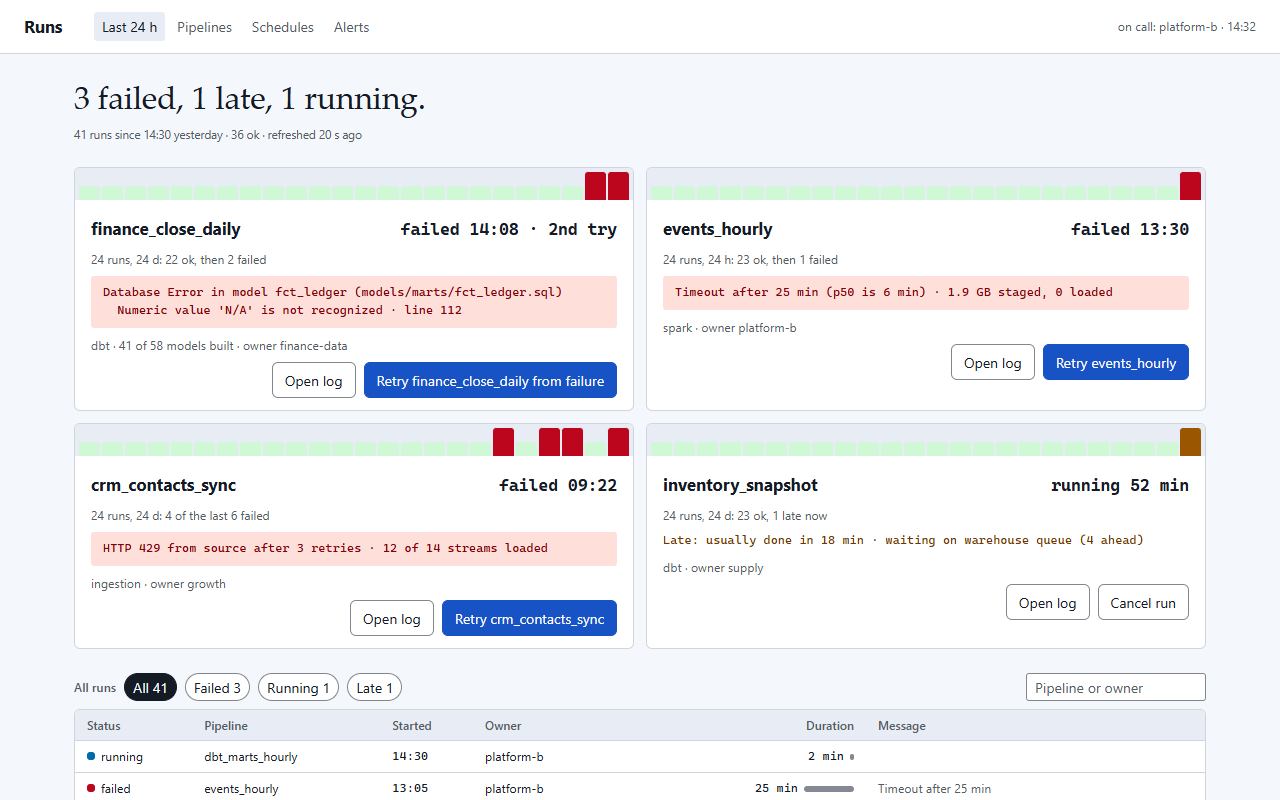 Runs
Last 24 h
Pipelines
Schedules
Alerts
on call: platform-b · 14:32
3 failed, 1 late, 1 running.
41 runs since 14:30 yesterday · 36 ok · refreshed 20 s ago
finance_close_daily
failed 14:08 · 2nd try
24 runs, 24 d: 22 ok, then 2 failed
Database Error in model fct_ledger (models/marts/fct_ledger.sql)
Numeric value 'N/A' is not recognized · line 112
dbt · 41 of 58 models built · owner finance-data
Open log
Retry finance_close_daily from failure
events_hourly
failed 13:30
24 runs, 24 h: 23 ok, then 1 failed
Timeout after 25 min (p50 is 6 min) · 1.9 GB staged, 0 loaded
spark · owner platform-b
Open log
Retry events_hourly
crm_contacts_sync
failed 09:22
24 runs, 24 d: 4 of the last 6 failed
HTTP 429 from source after 3 retries · 12 of 14 streams loaded
ingestion · owner growth
Open log
Retry crm_contacts_sync
inventory_snapshot
running 52 min
24 runs, 24 d: 23 ok, 1 late now
Late: usually done in 18 min · waiting on warehouse queue (4 ahead)
dbt · owner supply
Open log
Cancel run
All runs
All 41
Failed 3
Running 1
Late 1
Pipeline or owner
Status Pipeline Started Owner Duration Message
running dbt_marts_hourly 14:30 platform-b 2 min
failed events_hourly 13:05 platform-b 25 min Timeout after 25 min